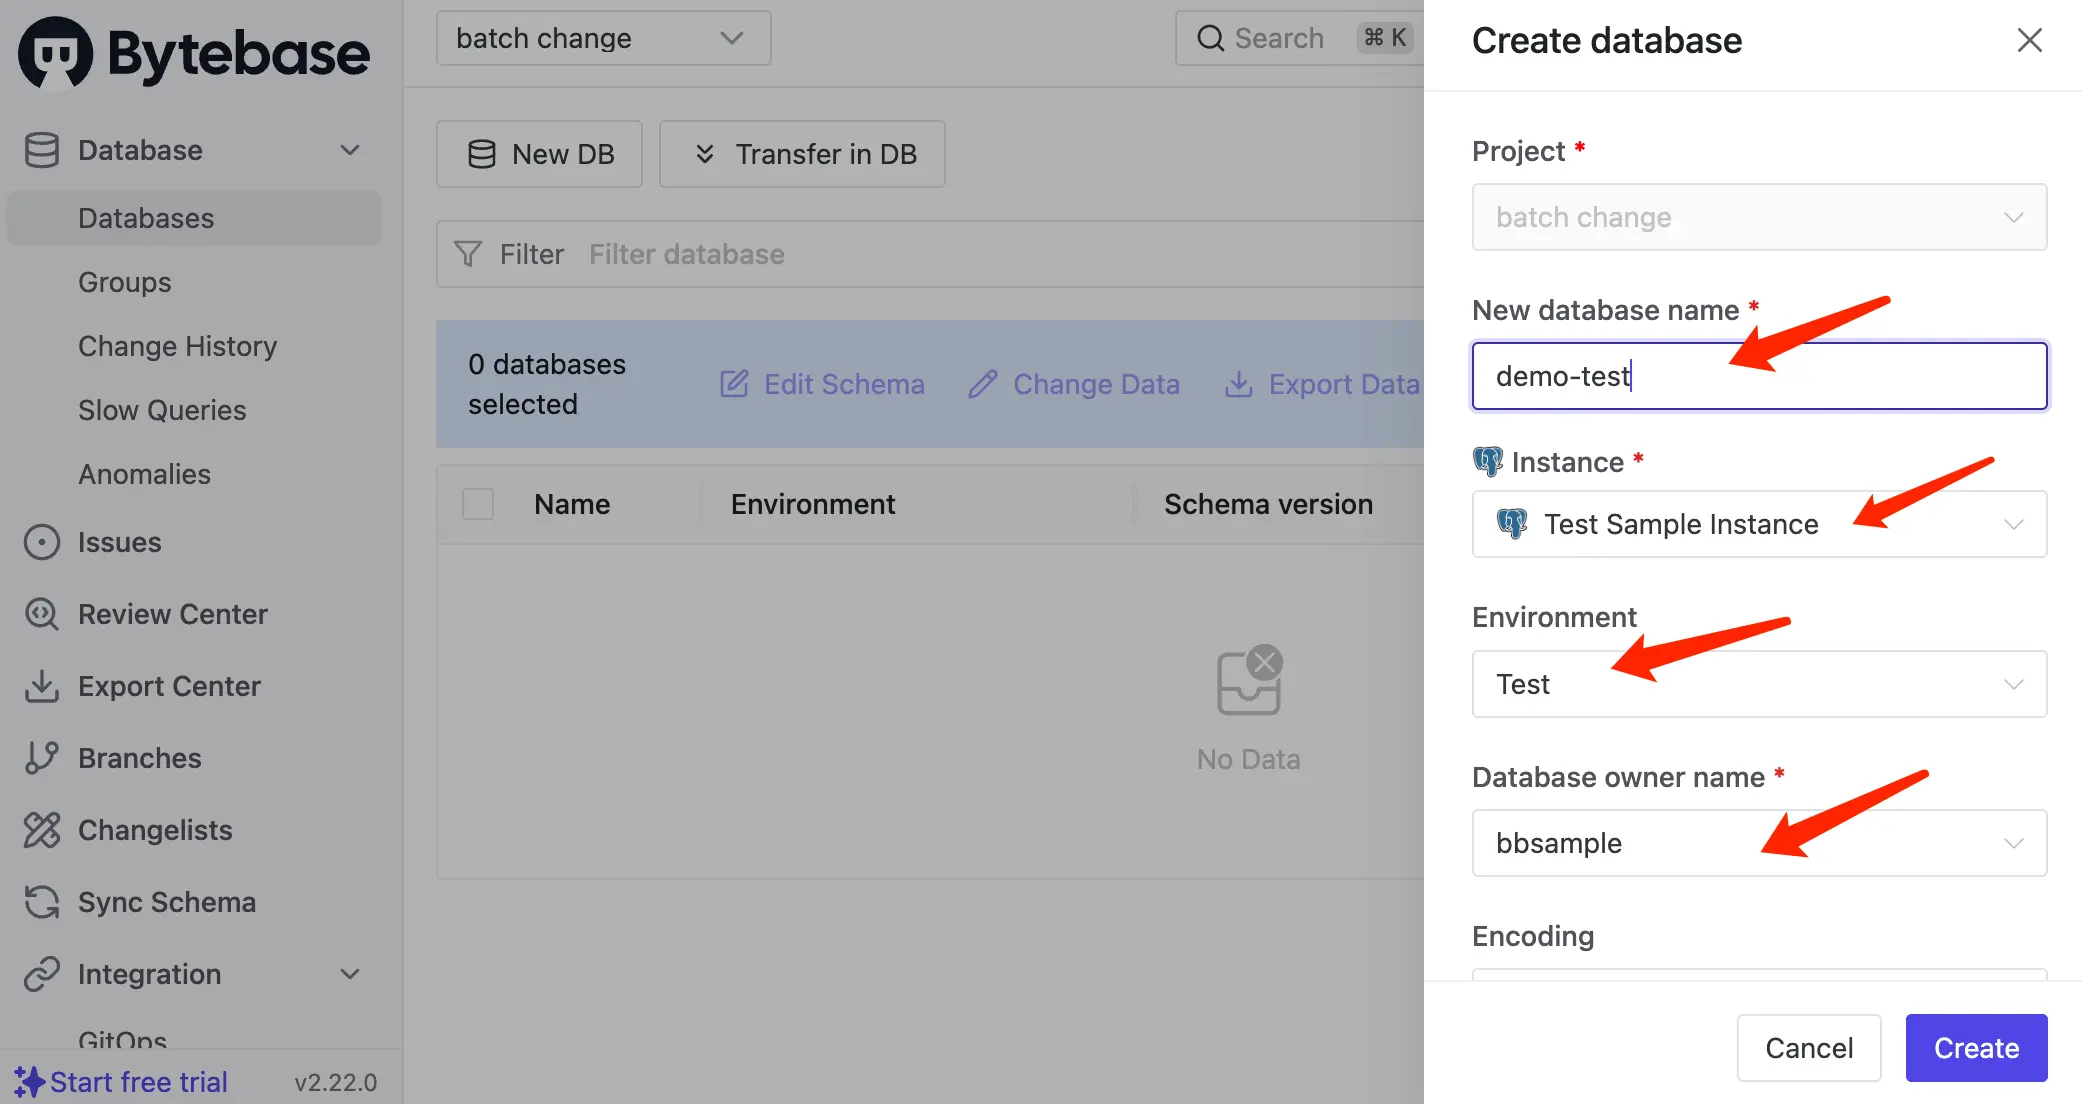 Bytebase
Database
Databases
Groups
Change History
Slow Queries
Anomalies
Issues
Review Center
Export Center
Branches
Changelists
Sync Schema
Integration
GitOps
Start free trial
v2.22.0
batch change
Search
⌘ K
New DB
Transfer in DB
Filter
Filter database
0 databases
selected
Edit Schema
Change Data
Export Data
Name
Environment
Schema version
No Data
Create database
Project *
batch change
New database name *
demo-test
Instance *
Test Sample Instance
Environment
Test
Database owner name *
bbsample
Encoding
Cancel
Create